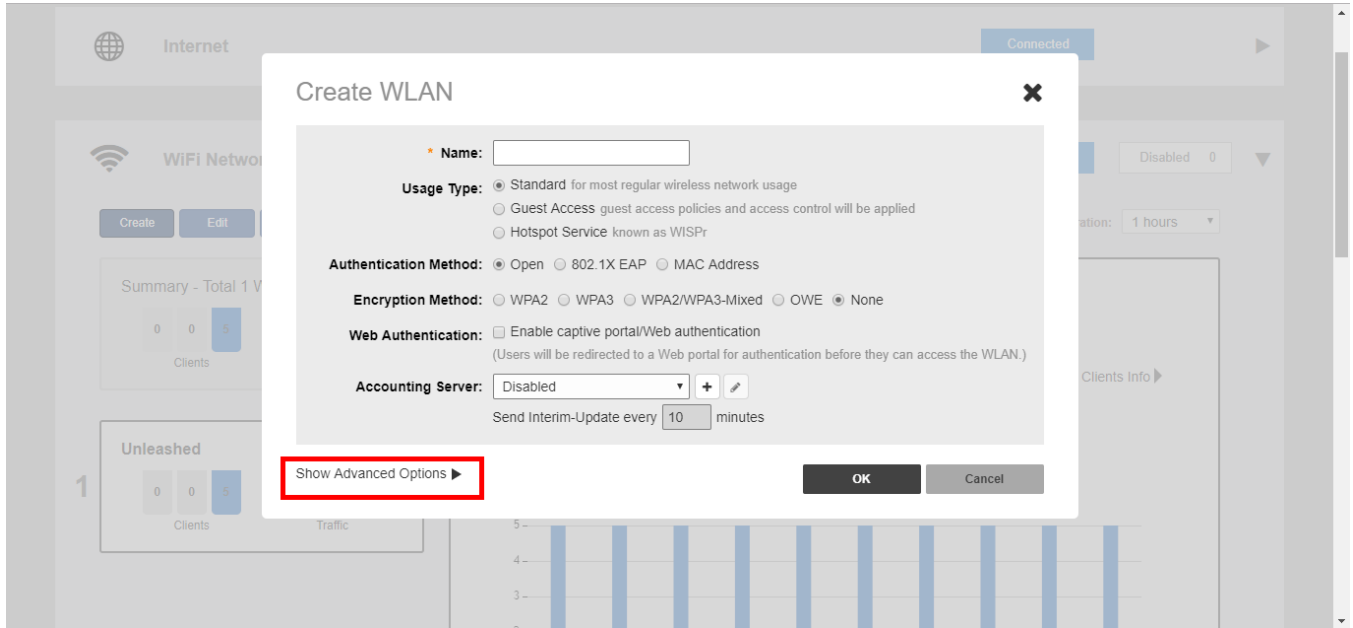 Internet
Connected
Create WLAN
* Name:
WiFi Networ
Disabled 0
Usage Type: Standard for most regular wireless network usage
Guest Access guest access policies and access control will be applied
Hotspot Service known as WISPr
Create Edit
ration: 1 hours
Authentication Method: Open 802.1X EAP MAC Address
Summary - Total 1 W
Encryption Method: WPA2 WPA3 WPA2/WPA3-Mixed OWE None
0 0 5
Clients
Web Authentication: Enable captive portal/Web authentication
(Users will be redirected to a Web portal for authentication before they can access the WLAN.)
Accounting Server: Disabled
Clients Info
Send Interim-Update every 10 minutes
Unleashed
Show Advanced Options
OK Cancel
1
0 0 5
Clients Traffic
5
4
3